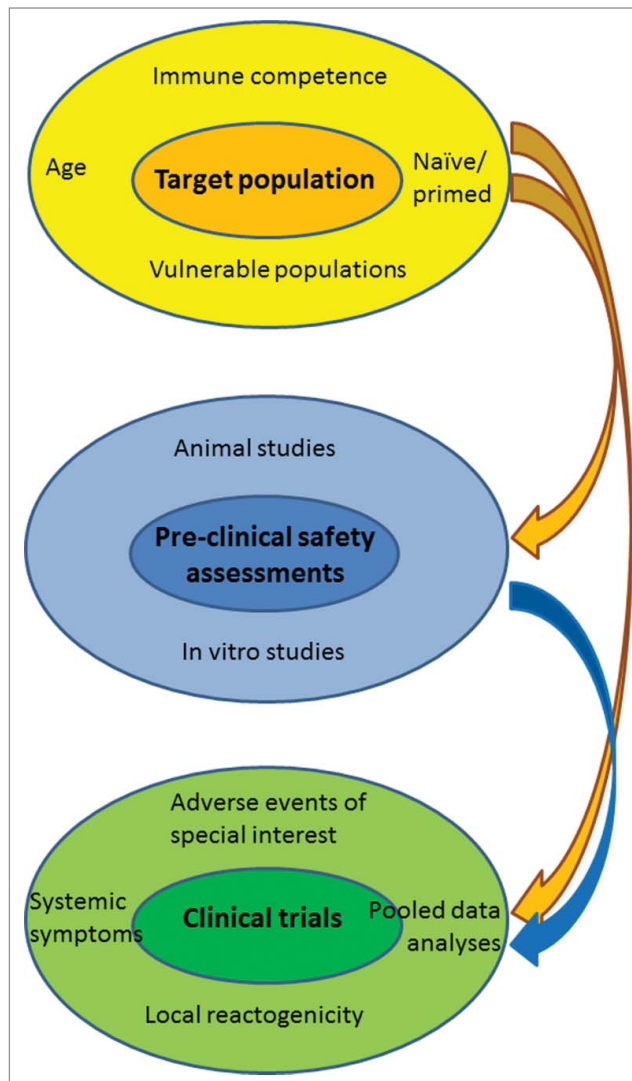 Immune competence
Age
Target population
Naïve/
primed
Vulnerable populations
Animal studies
Pre-clinical safety
assessments
In vitro studies
Adverse events of
special interest
Systemic
symptoms
Clinical trials
Pooled data
analyses
Local reactogenicity